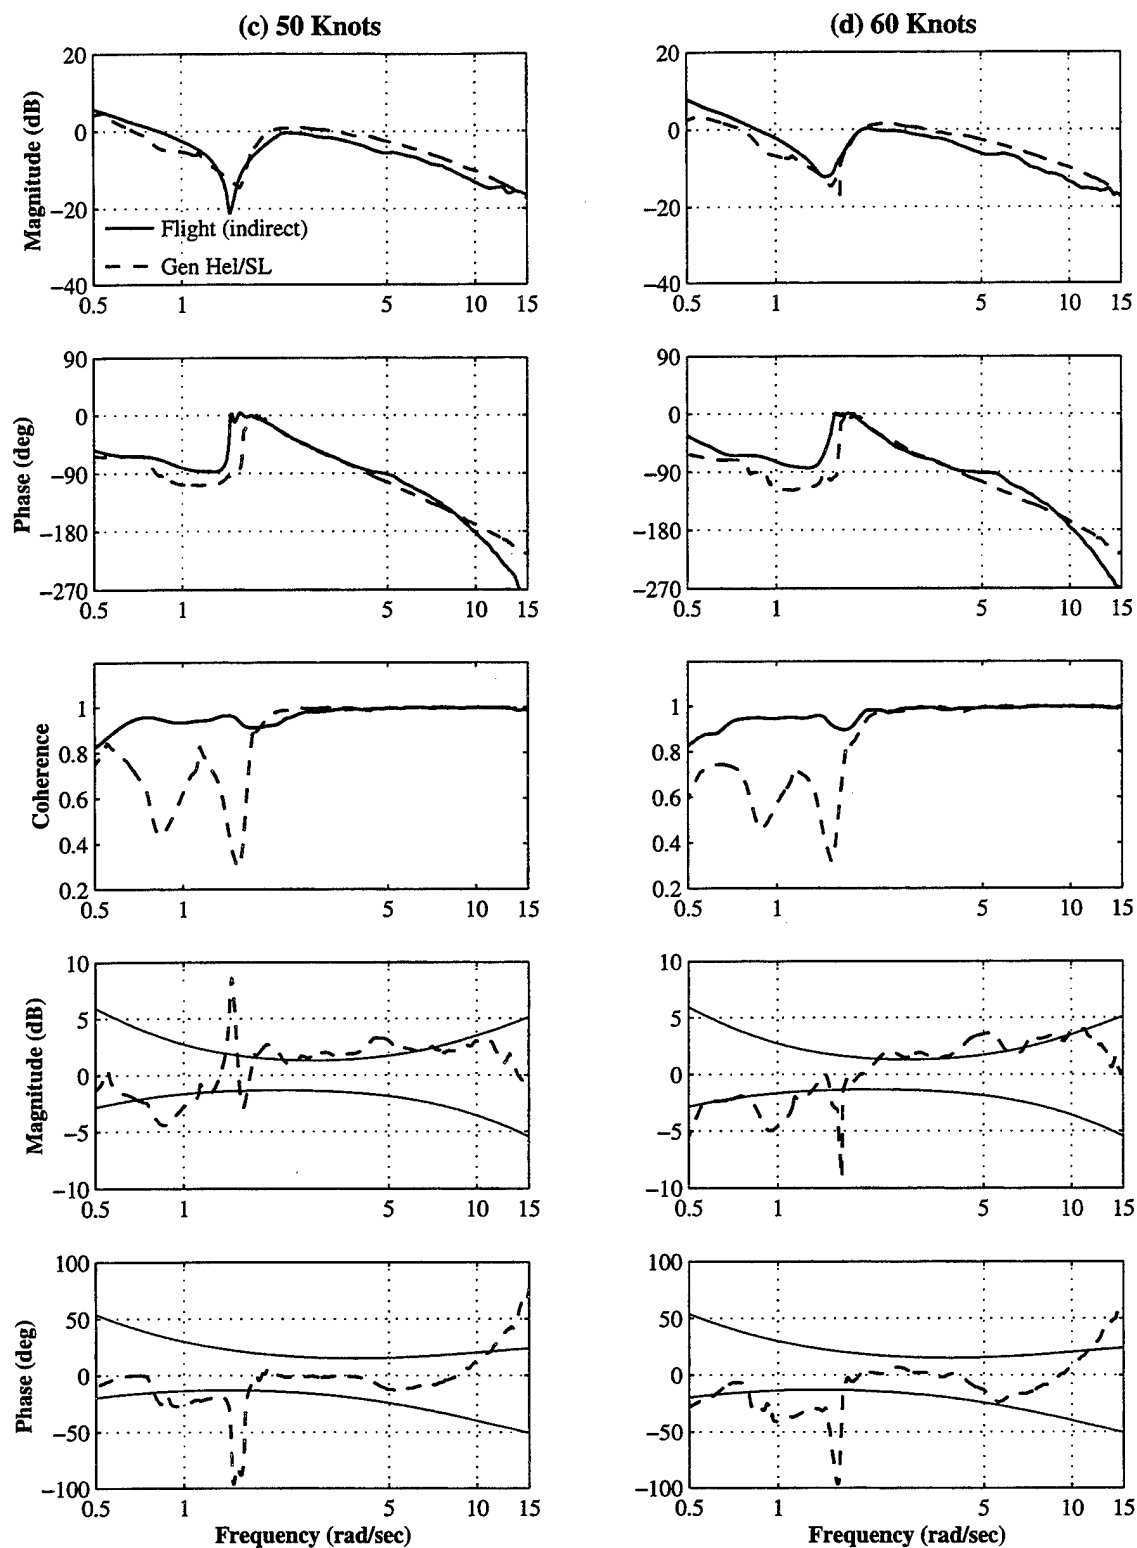 (c) 50 Knots
Magnitude (dB)
20
0
−20
−40
Flight (indirect)
Gen Hel/SL
0.5 1 5 10 15
Phase (deg)
90
0
−90
−180
−270
0.5 1 5 10 15
Coherence
1
0.8
0.6
0.4
0.2
0.5 1 5 10 15
Magnitude (dB)
10
5
0
−5
−10
0.5 1 5 10 15
Phase (deg)
100
50
0
−50
−100
0.5 1 5 10 15
Frequency (rad/sec)
(d) 60 Knots
20
0
−20
−40
0.5 1 5 10 15
90
0
−90
−180
−270
0.5 1 5 10 15
1
0.8
0.6
0.4
0.2
0.5 1 5 10 15
10
5
0
−5
−10
0.5 1 5 10 15
100
50
0
−50
−100
0.5 1 5 10 15
Frequency (rad/sec)